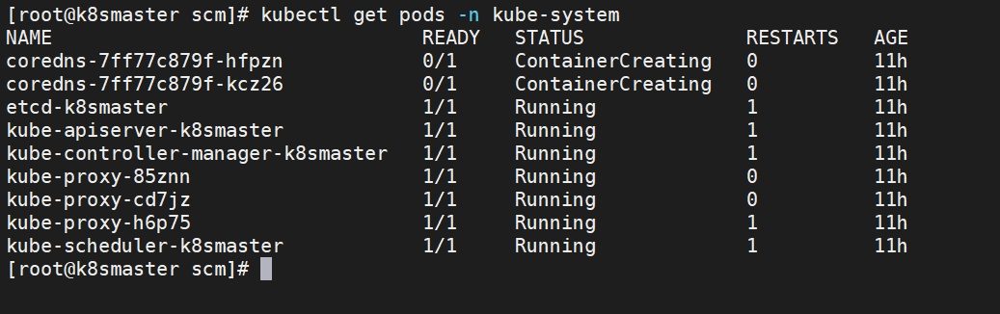 [root@k8smaster scm]# kubectl get pods -n kube-system
NAME READY STATUS RESTARTS AGE
coredns-7ff77c879f-hfpzn 0/1 ContainerCreating 0 11h
coredns-7ff77c879f-kcz26 0/1 ContainerCreating 0 11h
etcd-k8smaster 1/1 Running 1 11h
kube-apiserver-k8smaster 1/1 Running 1 11h
kube-controller-manager-k8smaster 1/1 Running 1 11h
kube-proxy-85znn 1/1 Running 0 11h
kube-proxy-cd7jz 1/1 Running 0 11h
kube-proxy-h6p75 1/1 Running 1 11h
kube-scheduler-k8smaster 1/1 Running 1 11h
[root@k8smaster scm]#